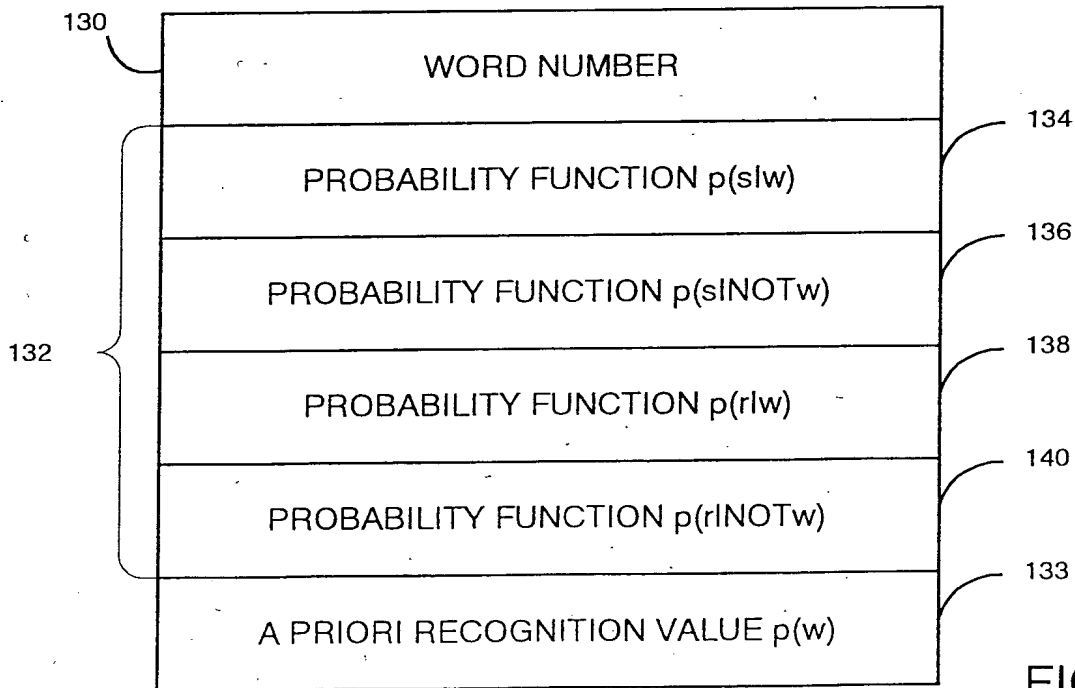 130
WORD NUMBER
134
PROBABILITY FUNCTION p(s|w)
136
PROBABILITY FUNCTION p(s|NOTw)
132
138
PROBABILITY FUNCTION p(r|w)
140
PROBABILITY FUNCTION p(r|NOTw)
133
A PRIORI RECOGNITION VALUE p(w)